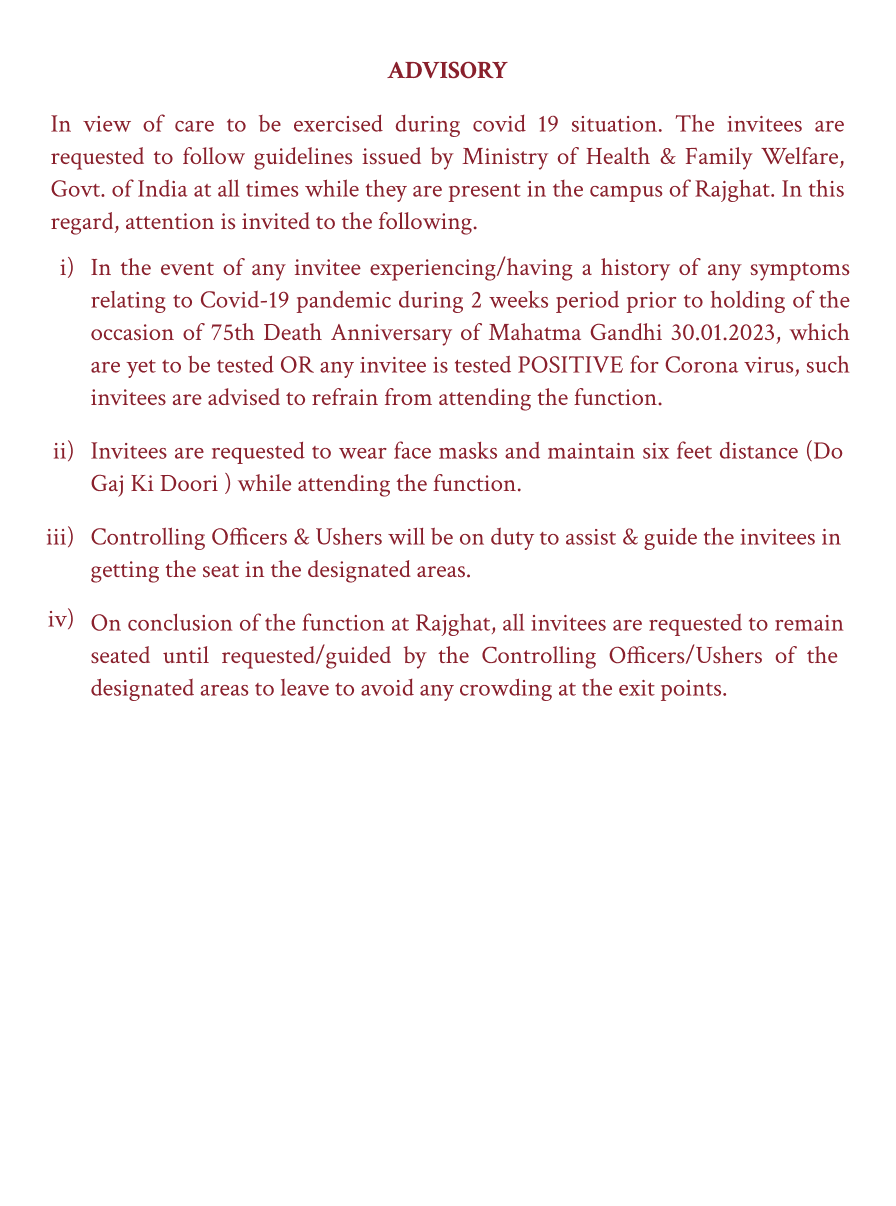 ADVISORY
In view of care to be exercised during covid 19 situation. The invitees are
requested to follow guidelines issued by Ministry of Health & Family Welfare,
Govt. of India at all times while they are present in the campus of Rajghat. In this
regard, attention is invited to the following.
i) In the event of any invitee experiencing/having a history of any symptoms
relating to Covid-19 pandemic during 2 weeks period prior to holding of the
occasion of 75th Death Anniversary of Mahatma Gandhi 30.01.2023, which
are yet to be tested OR any invitee is tested POSITIVE for Corona virus, such
invitees are advised to refrain from attending the function.
ii) Invitees are requested to wear face masks and maintain six feet distance (Do
Gaj Ki Doori ) while attending the function.
iii) Controlling Officers & Ushers will be on duty to assist & guide the invitees in
getting the seat in the designated areas.
iv) On conclusion of the function at Rajghat, all invitees are requested to remain
seated until requested/guided by the Controlling Officers/Ushers of the
designated areas to leave to avoid any crowding at the exit points.